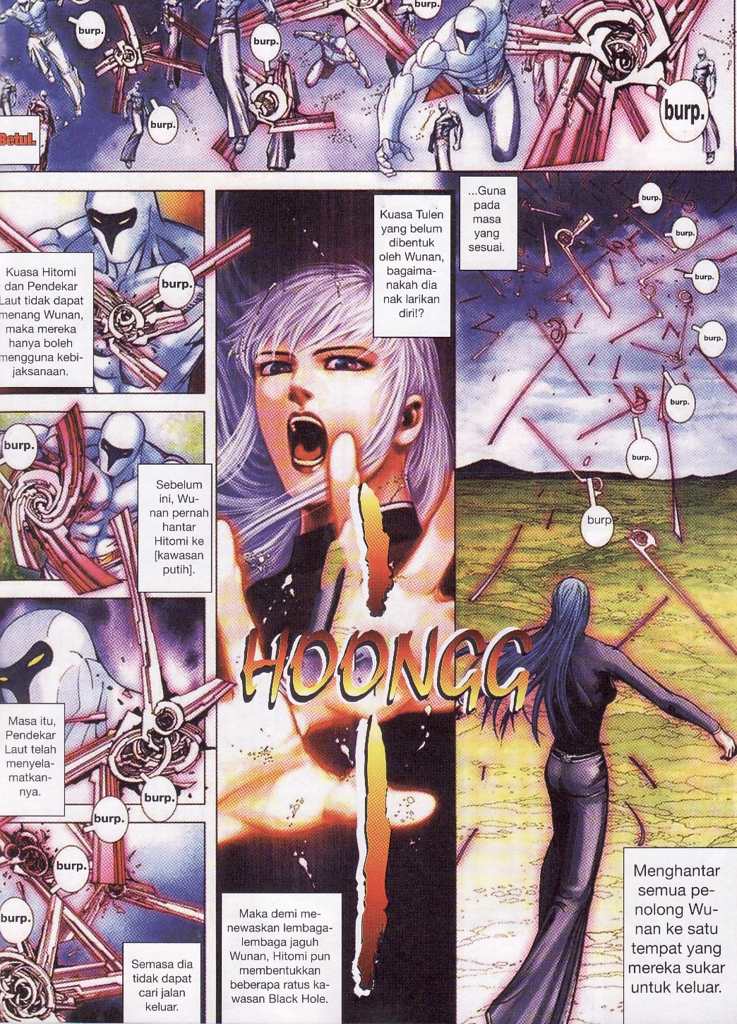 burp.
burp.
burp.
burp.
burp.
Betul.
Kuasa Hitomi
dan Pendekar
Laut tidak dapat
menang Wunan,
maka mereka
hanya boleh
mengguna kebi-
jaksanaan.
burp.
burp.
Sebelum
ini, Wu-
nan pernah
hantar
Hitomi ke
[kawasan
putih].
Masa itu,
Pendekar
Laut telah
menyela-
matkan-
nya.
burp.
burp.
burp.
burp.
Semasa dia
tidak dapat
cari jalan
keluar.
Kuasa Tulen
yang belum
dibentuk
oleh Wunan,
bagaima-
nakah dia
nak larikan
diri!?
HOONGG
Maka demi me-
newaskan lembaga-
lembaga jaguh
Wunan, Hitomi pun
membentukkan
beberapa ratus ka-
wasan Black Hole.
...Guna
pada
masa
yang
sesuai.
burp.
burp.
burp.
burp.
burp.
burp.
burp
Menghantar
semua pe-
nolong Wu-
nan ke satu
tempat yang
mereka sukar
untuk keluar.